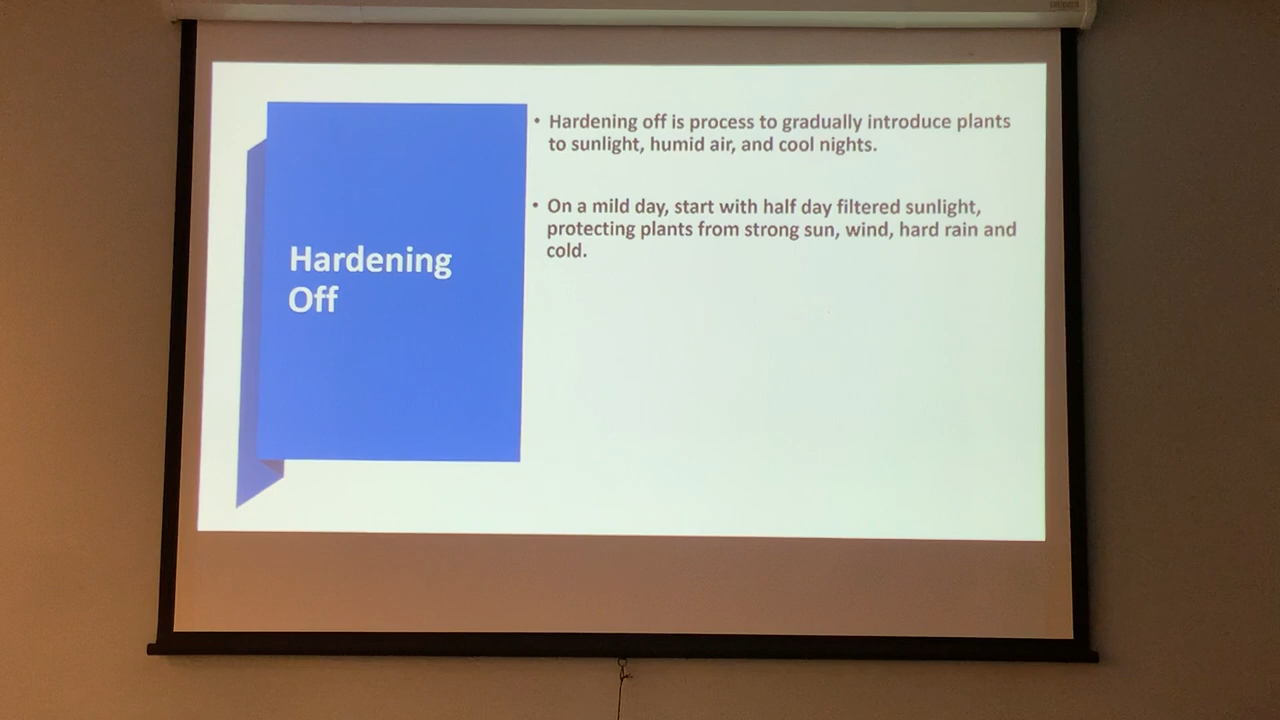 Hardening
Off
• Hardening off is process to gradually introduce plants
to sunlight, humid air, and cool nights.
• On a mild day, start with half day filtered sunlight,
protecting plants from strong sun, wind, hard rain and
cold.